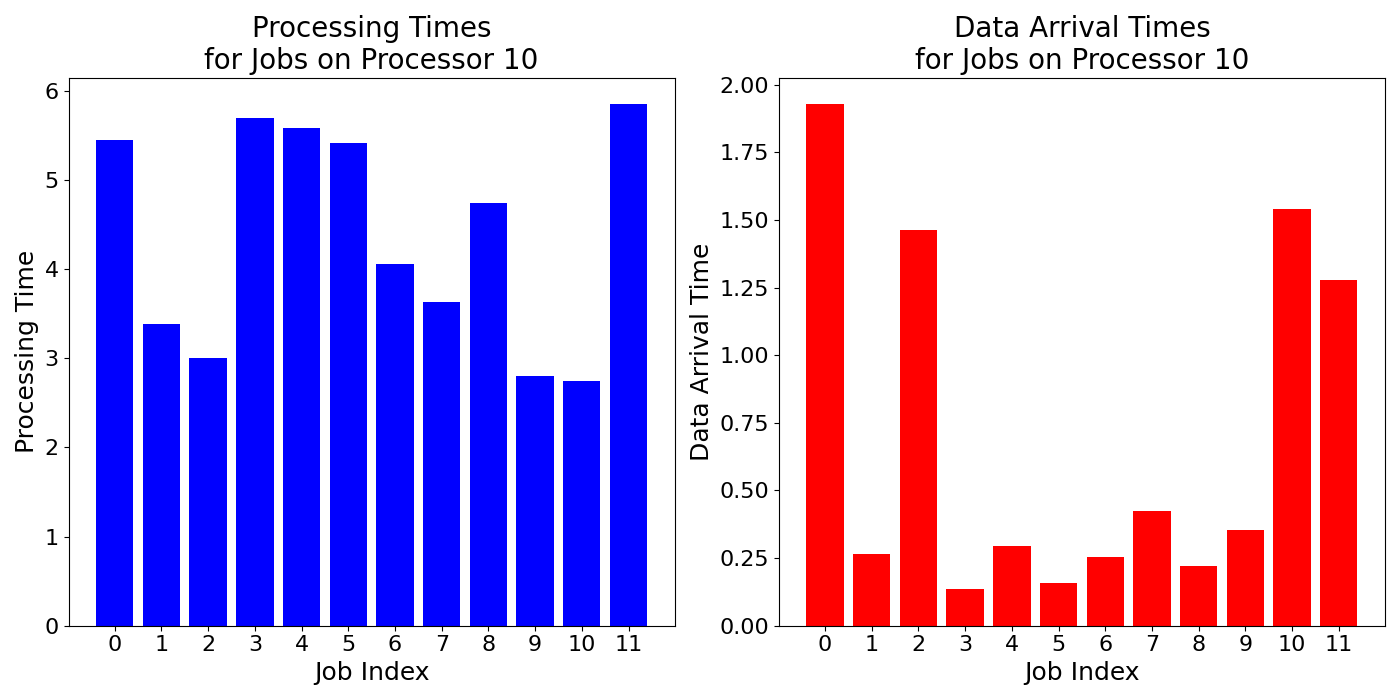 Processing Times
for Jobs on Processor 10
6
5
4
3
2
1
0
Processing Time
0 1 2 3 4 5 6 7 8 9 10 11
Job Index
Data Arrival Times
for Jobs on Processor 10
2.00
1.75
1.50
1.25
1.00
0.75
0.50
0.25
0.00
Data Arrival Time
0 1 2 3 4 5 6 7 8 9 10 11
Job Index